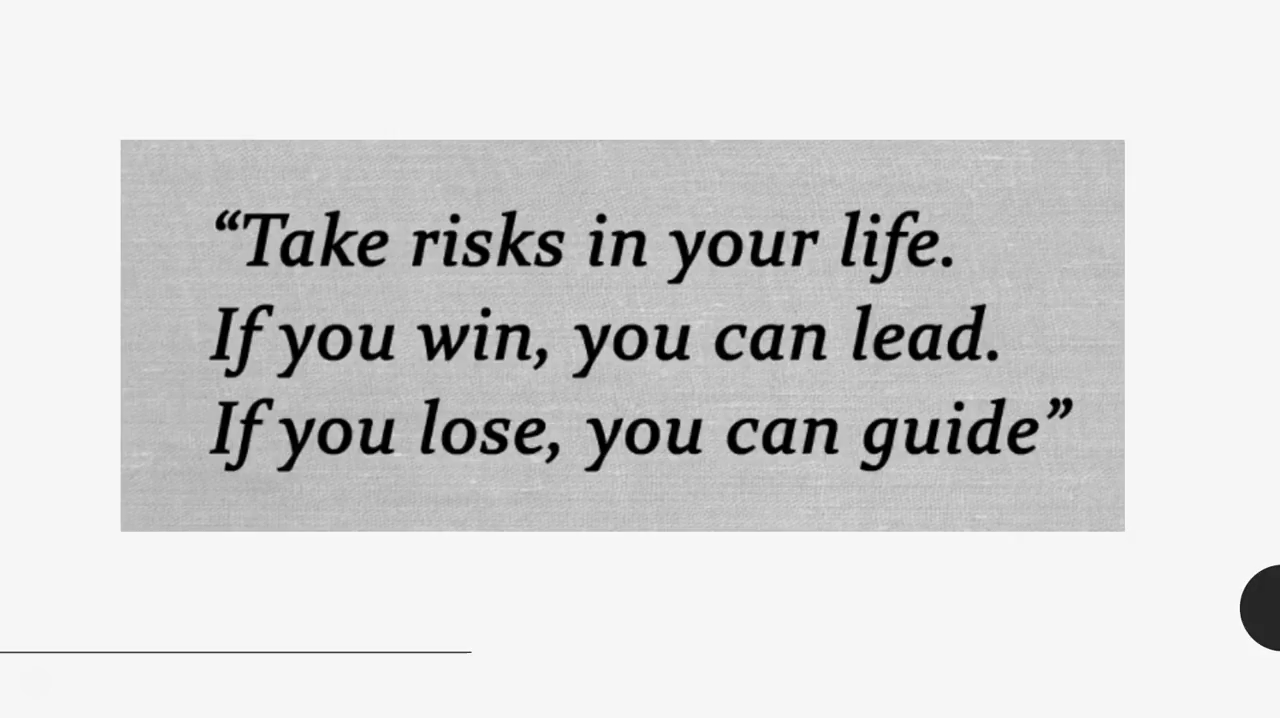 “Take risks in your life.
If you win, you can lead.
If you lose, you can guide”